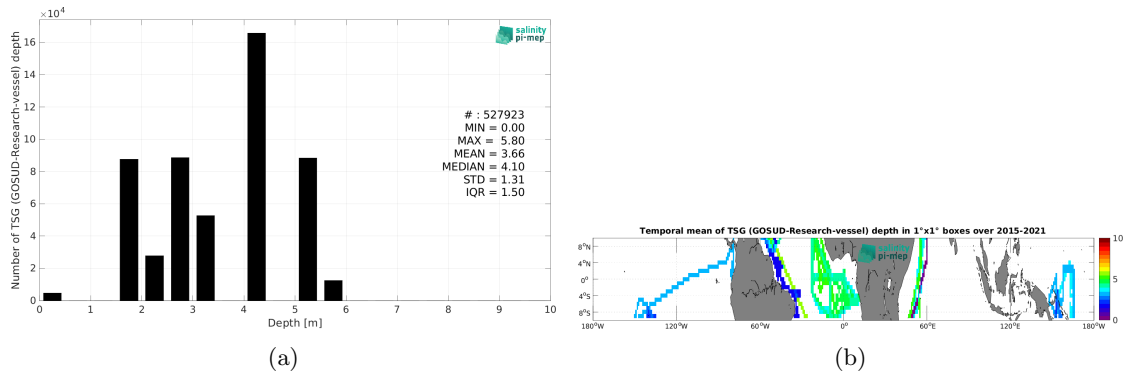 ×10⁴
salinity
pi-mep
16
14
12
10
8
6
4
2
0
Number of TSG (GOSUD-Research-vessel) depth
# : 527923
MIN = 0.00
MAX = 5.80
MEAN = 3.66
MEDIAN = 4.10
STD = 1.31
IQR = 1.50
0 1 2 3 4 5 6 7 8 9 10
Depth [m]
(a)
Temporal mean of TSG (GOSUD-Research-vessel) depth in 1°x1° boxes over 2015-2021
salinity
pi-mep
8°N
4°N
0°
4°S
8°S
180°W 120°W 60°W 0° 60°E 120°E 180°W
10
5
0
(b)